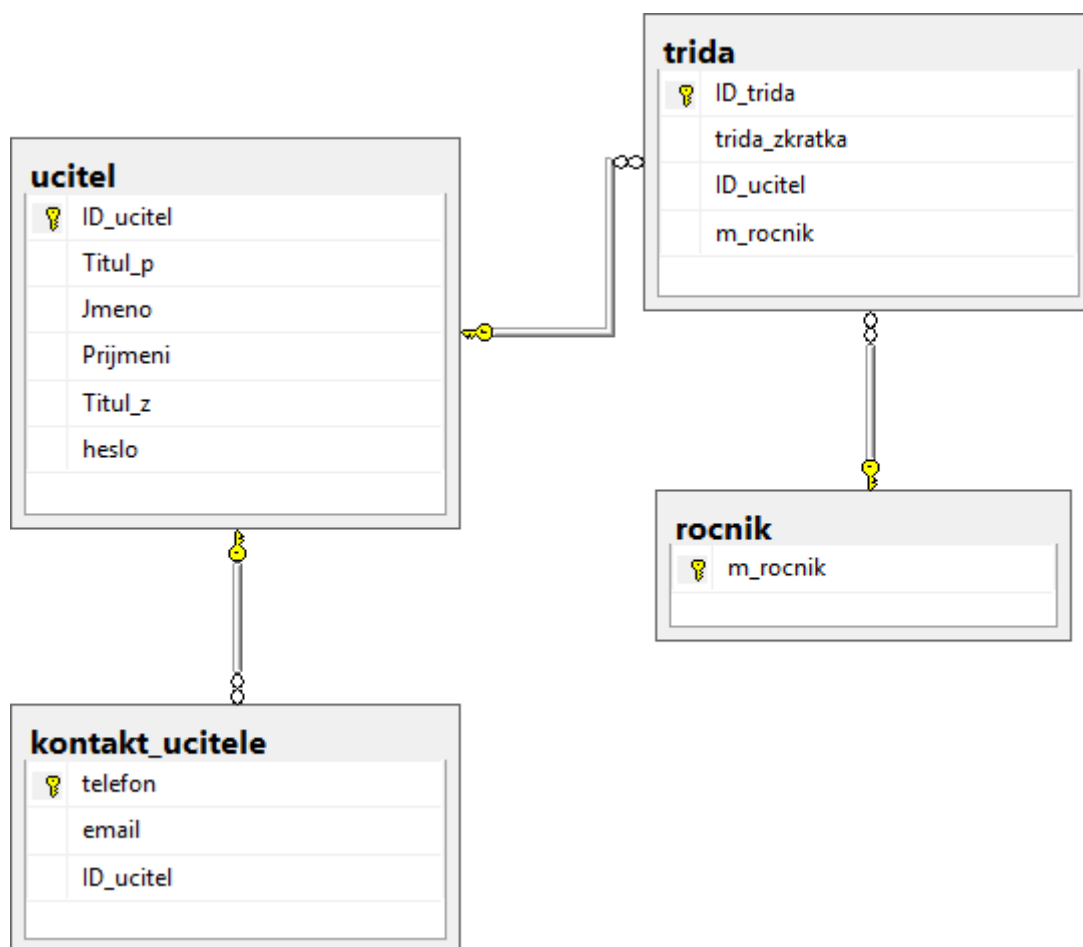 trida
ID_trida
trida_zkratka
ID_ucitel
m_rocnik
ucitel
ID_ucitel
Titul_p
Jmeno
Prijmeni
Titul_z
heslo
rocnik
m_rocnik
kontakt_ucitele
telefon
email
ID_ucitel